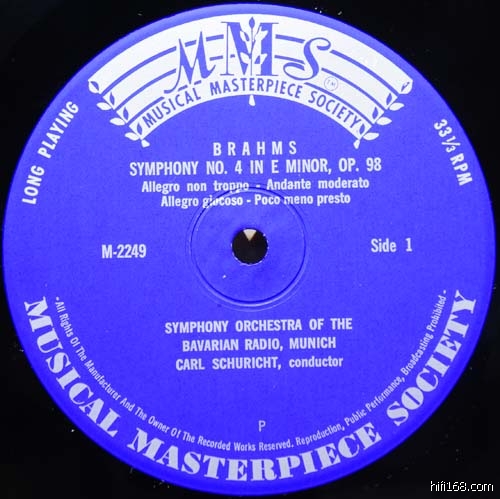 MMS
MUSICAL MASTERPIECE SOCIETY
LONG PLAYING
33 1/3 RPM
BRAHMS
SYMPHONY NO. 4 IN E MINOR, OP. 98
Allegro non troppo - Andante moderato
Allegro giocoso - Poco meno presto
M-2249
Side 1
SYMPHONY ORCHESTRA OF THE
BAVARIAN RADIO, MUNICH
CARL SCHURICHT, conductor
P
-All Rights Of The Manufacturer And The Owner Of The Recorded Works Reserved. Reproduction, Public Performance, Broadcasting Prohibited!-
MUSICAL MASTERPIECE SOCIETY
hifi168.com